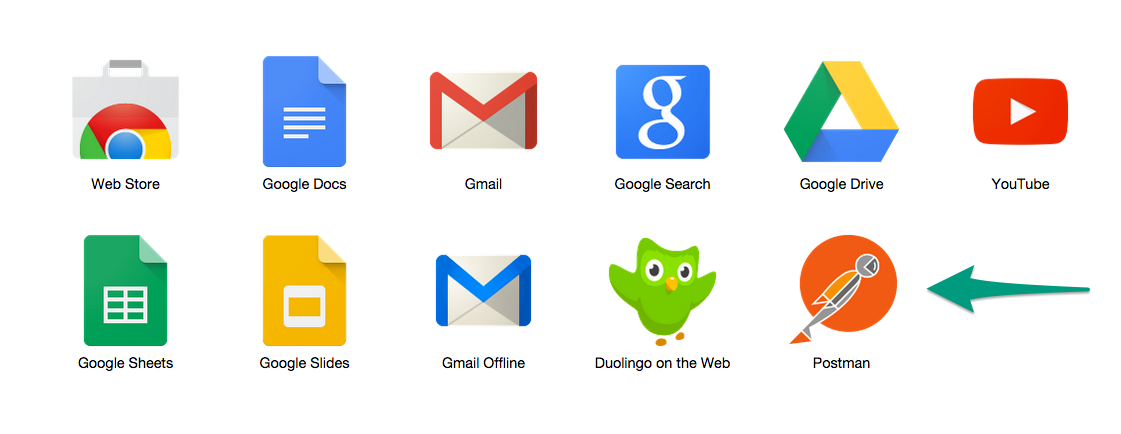 Web Store
Google Docs
Gmail
g
Google Search
Google Drive
YouTube
Google Sheets
Google Slides
Gmail Offline
Duolingo on the Web
Postman